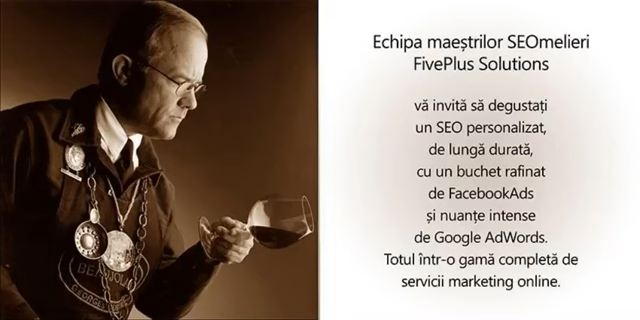 Echipa maeștrilor SEOmelieri
FivePlus Solutions
vă invită să degustați
un SEO personalizat,
de lungă durată,
cu un buchet rafinat
de FacebookAds
și nuanțe intense
de Google AdWords.
Totul într-o gamă completă de
servicii marketing online.